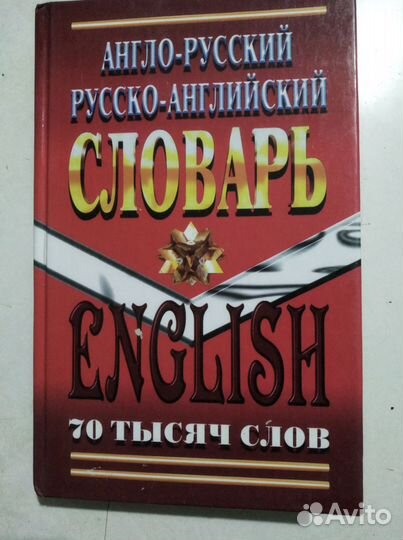 АНГЛО-РУССКИЙ
РУССКО-АНГЛИЙСКИЙ
СЛОВАРЬ
ENGLISH
70 ТЫСЯЧ СЛОВ
Avito